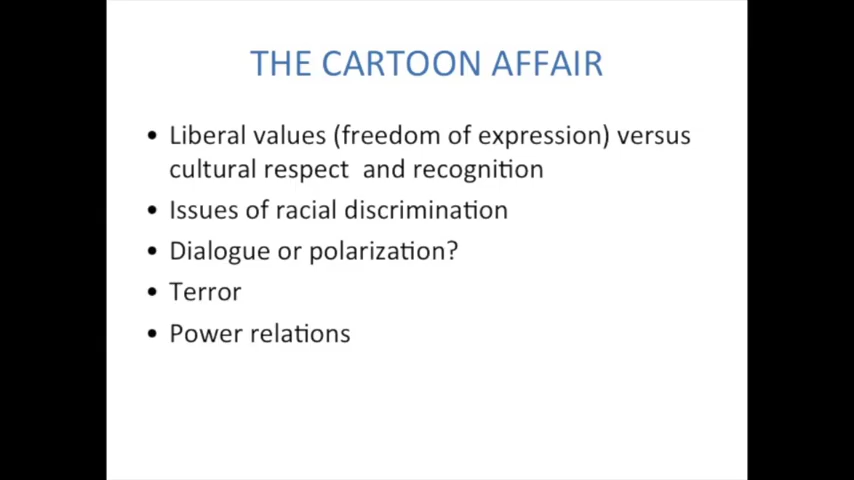 THE CARTOON AFFAIR
• Liberal values (freedom of expression) versus
cultural respect and recognition
• Issues of racial discrimination
• Dialogue or polarization?
• Terror
• Power relations